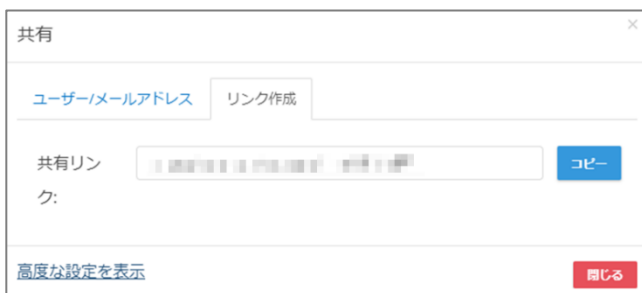 共有
×
ユーザー/メールアドレス
リンク作成
共有リン
ク:
コピー
高度な設定を表示
閉じる